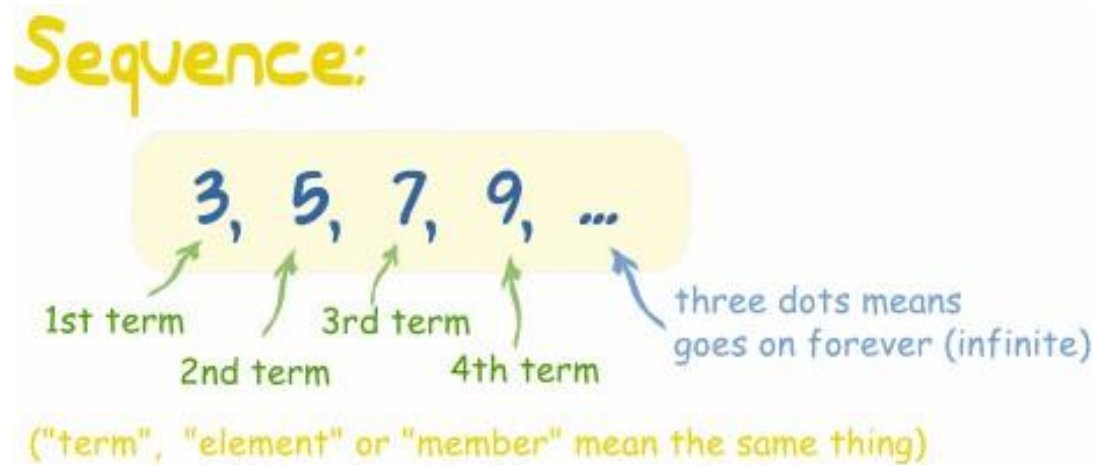 Sequence:
3, 5, 7, 9, ...
1st term
2nd term
3rd term
4th term
three dots means
goes on forever (infinite)
("term", "element" or "member" mean the same thing)